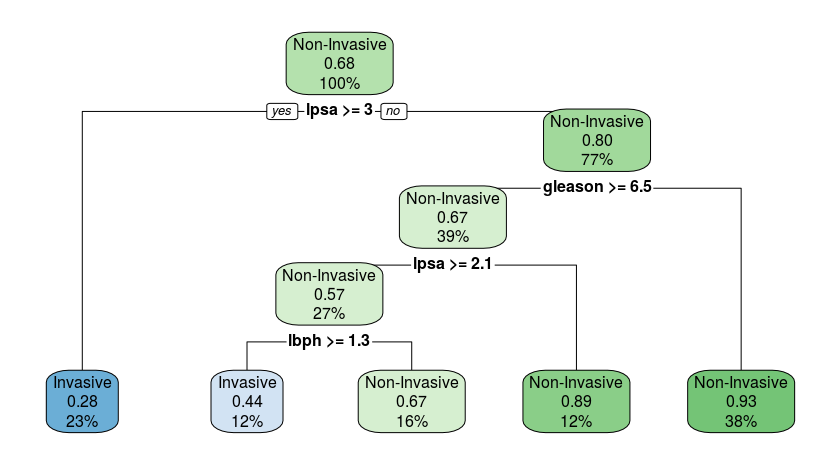 Non-Invasive
0.68
100%
yes lpsa >= 3 no
Non-Invasive
0.80
77%
gleason >= 6.5
Non-Invasive
0.67
39%
lpsa >= 2.1
Non-Invasive
0.57
27%
lbph >= 1.3
Invasive
0.28
23%
Invasive
0.44
12%
Non-Invasive
0.67
16%
Non-Invasive
0.89
12%
Non-Invasive
0.93
38%